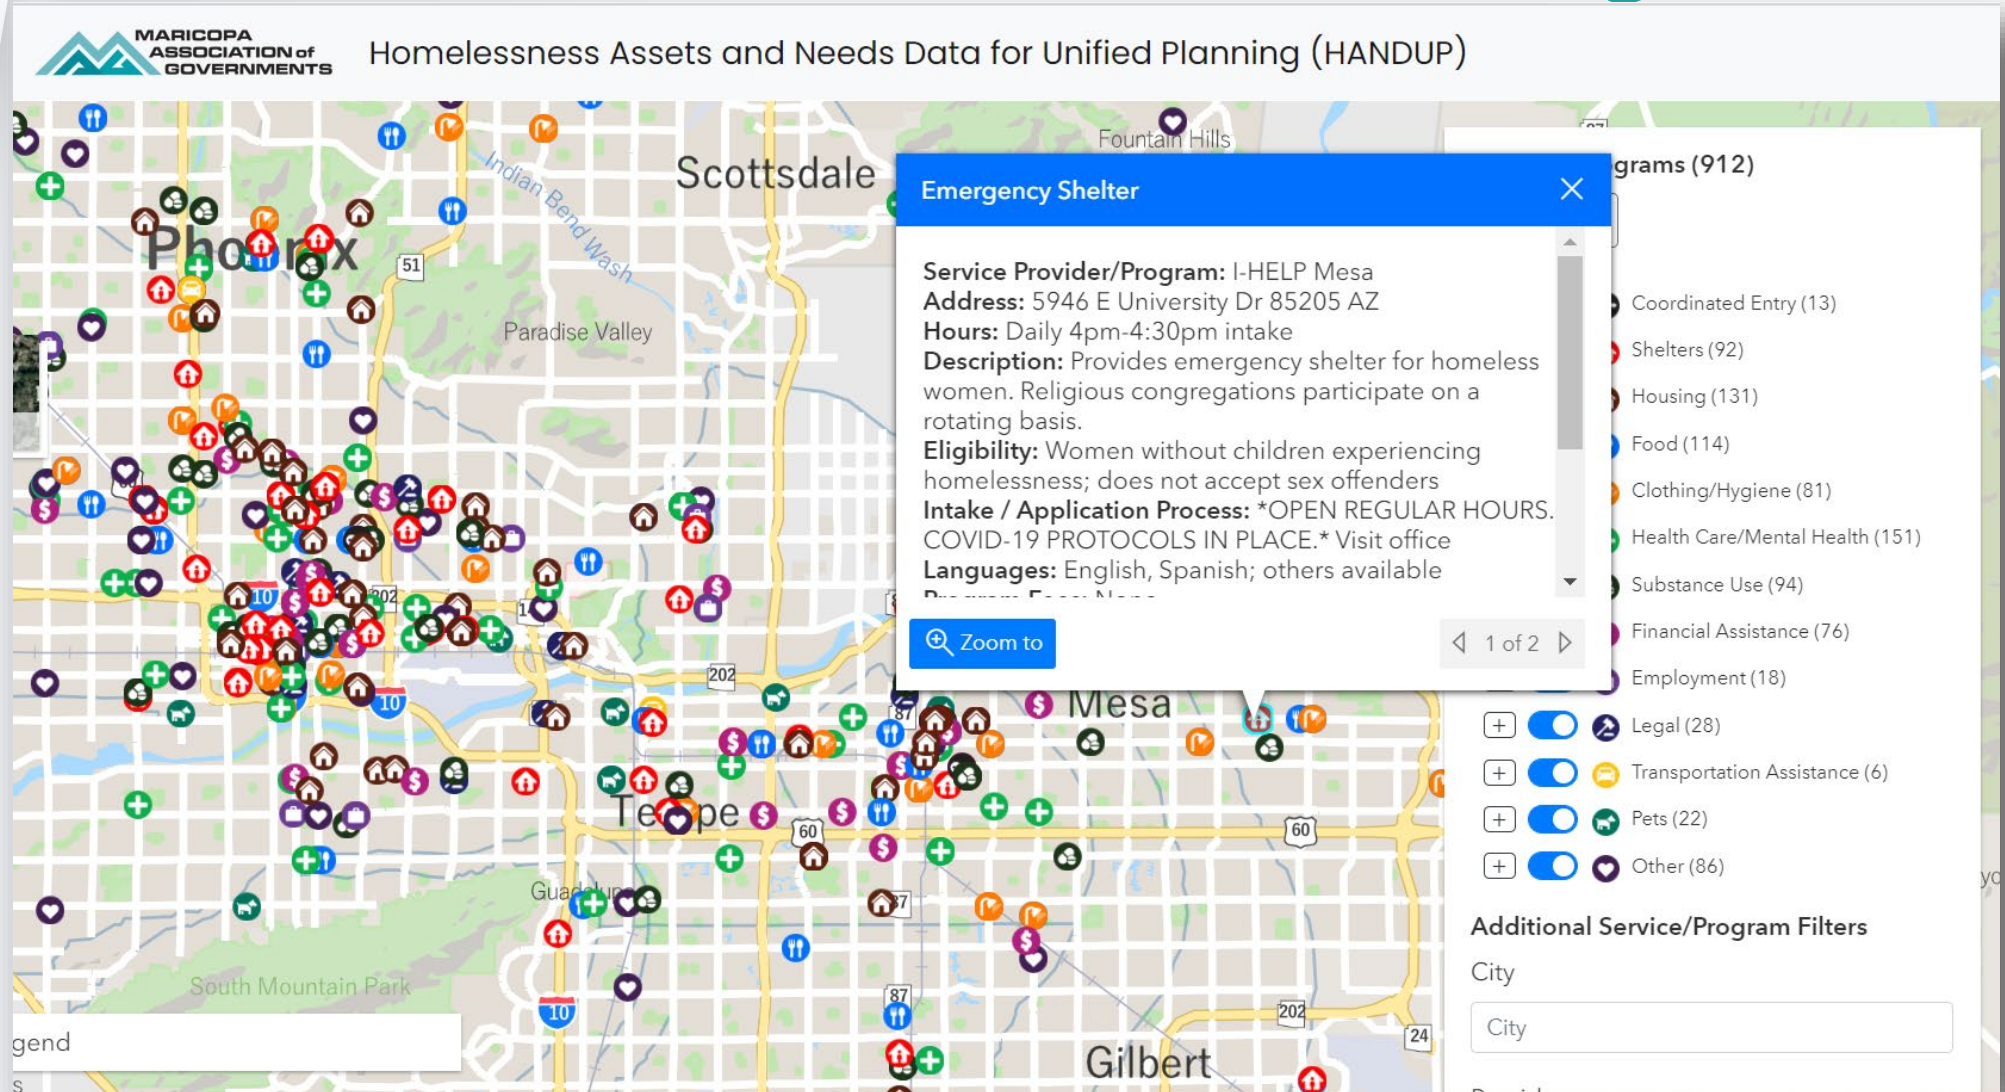 MARICOPA
ASSOCIATION of
GOVERNMENTS
Homelessness Assets and Needs Data for Unified Planning (HANDUP)
Fountain Hills
Scottsdale
Indian Bend Wash
Phoenix
51
Paradise Valley
10
202
202
10
87
Mesa
Tempe
60
60
Guadalupe
87
South Mountain Park
10
87
202
24
Gilbert
gend
Emergency Shelter
Service Provider/Program: I-HELP Mesa
Address: 5946 E University Dr 85205 AZ
Hours: Daily 4pm-4:30pm intake
Description: Provides emergency shelter for homeless
women. Religious congregations participate on a
rotating basis.
Eligibility: Women without children experiencing
homelessness; does not accept sex offenders
Intake / Application Process: *OPEN REGULAR HOURS.
COVID-19 PROTOCOLS IN PLACE.* Visit office
Languages: English, Spanish; others available
Program Fees: None
Zoom to
1 of 2
grams (912)
Coordinated Entry (13)
Shelters (92)
Housing (131)
Food (114)
Clothing/Hygiene (81)
Health Care/Mental Health (151)
Substance Use (94)
Financial Assistance (76)
Employment (18)
Legal (28)
Transportation Assistance (6)
Pets (22)
Other (86)
Additional Service/Program Filters
City
City